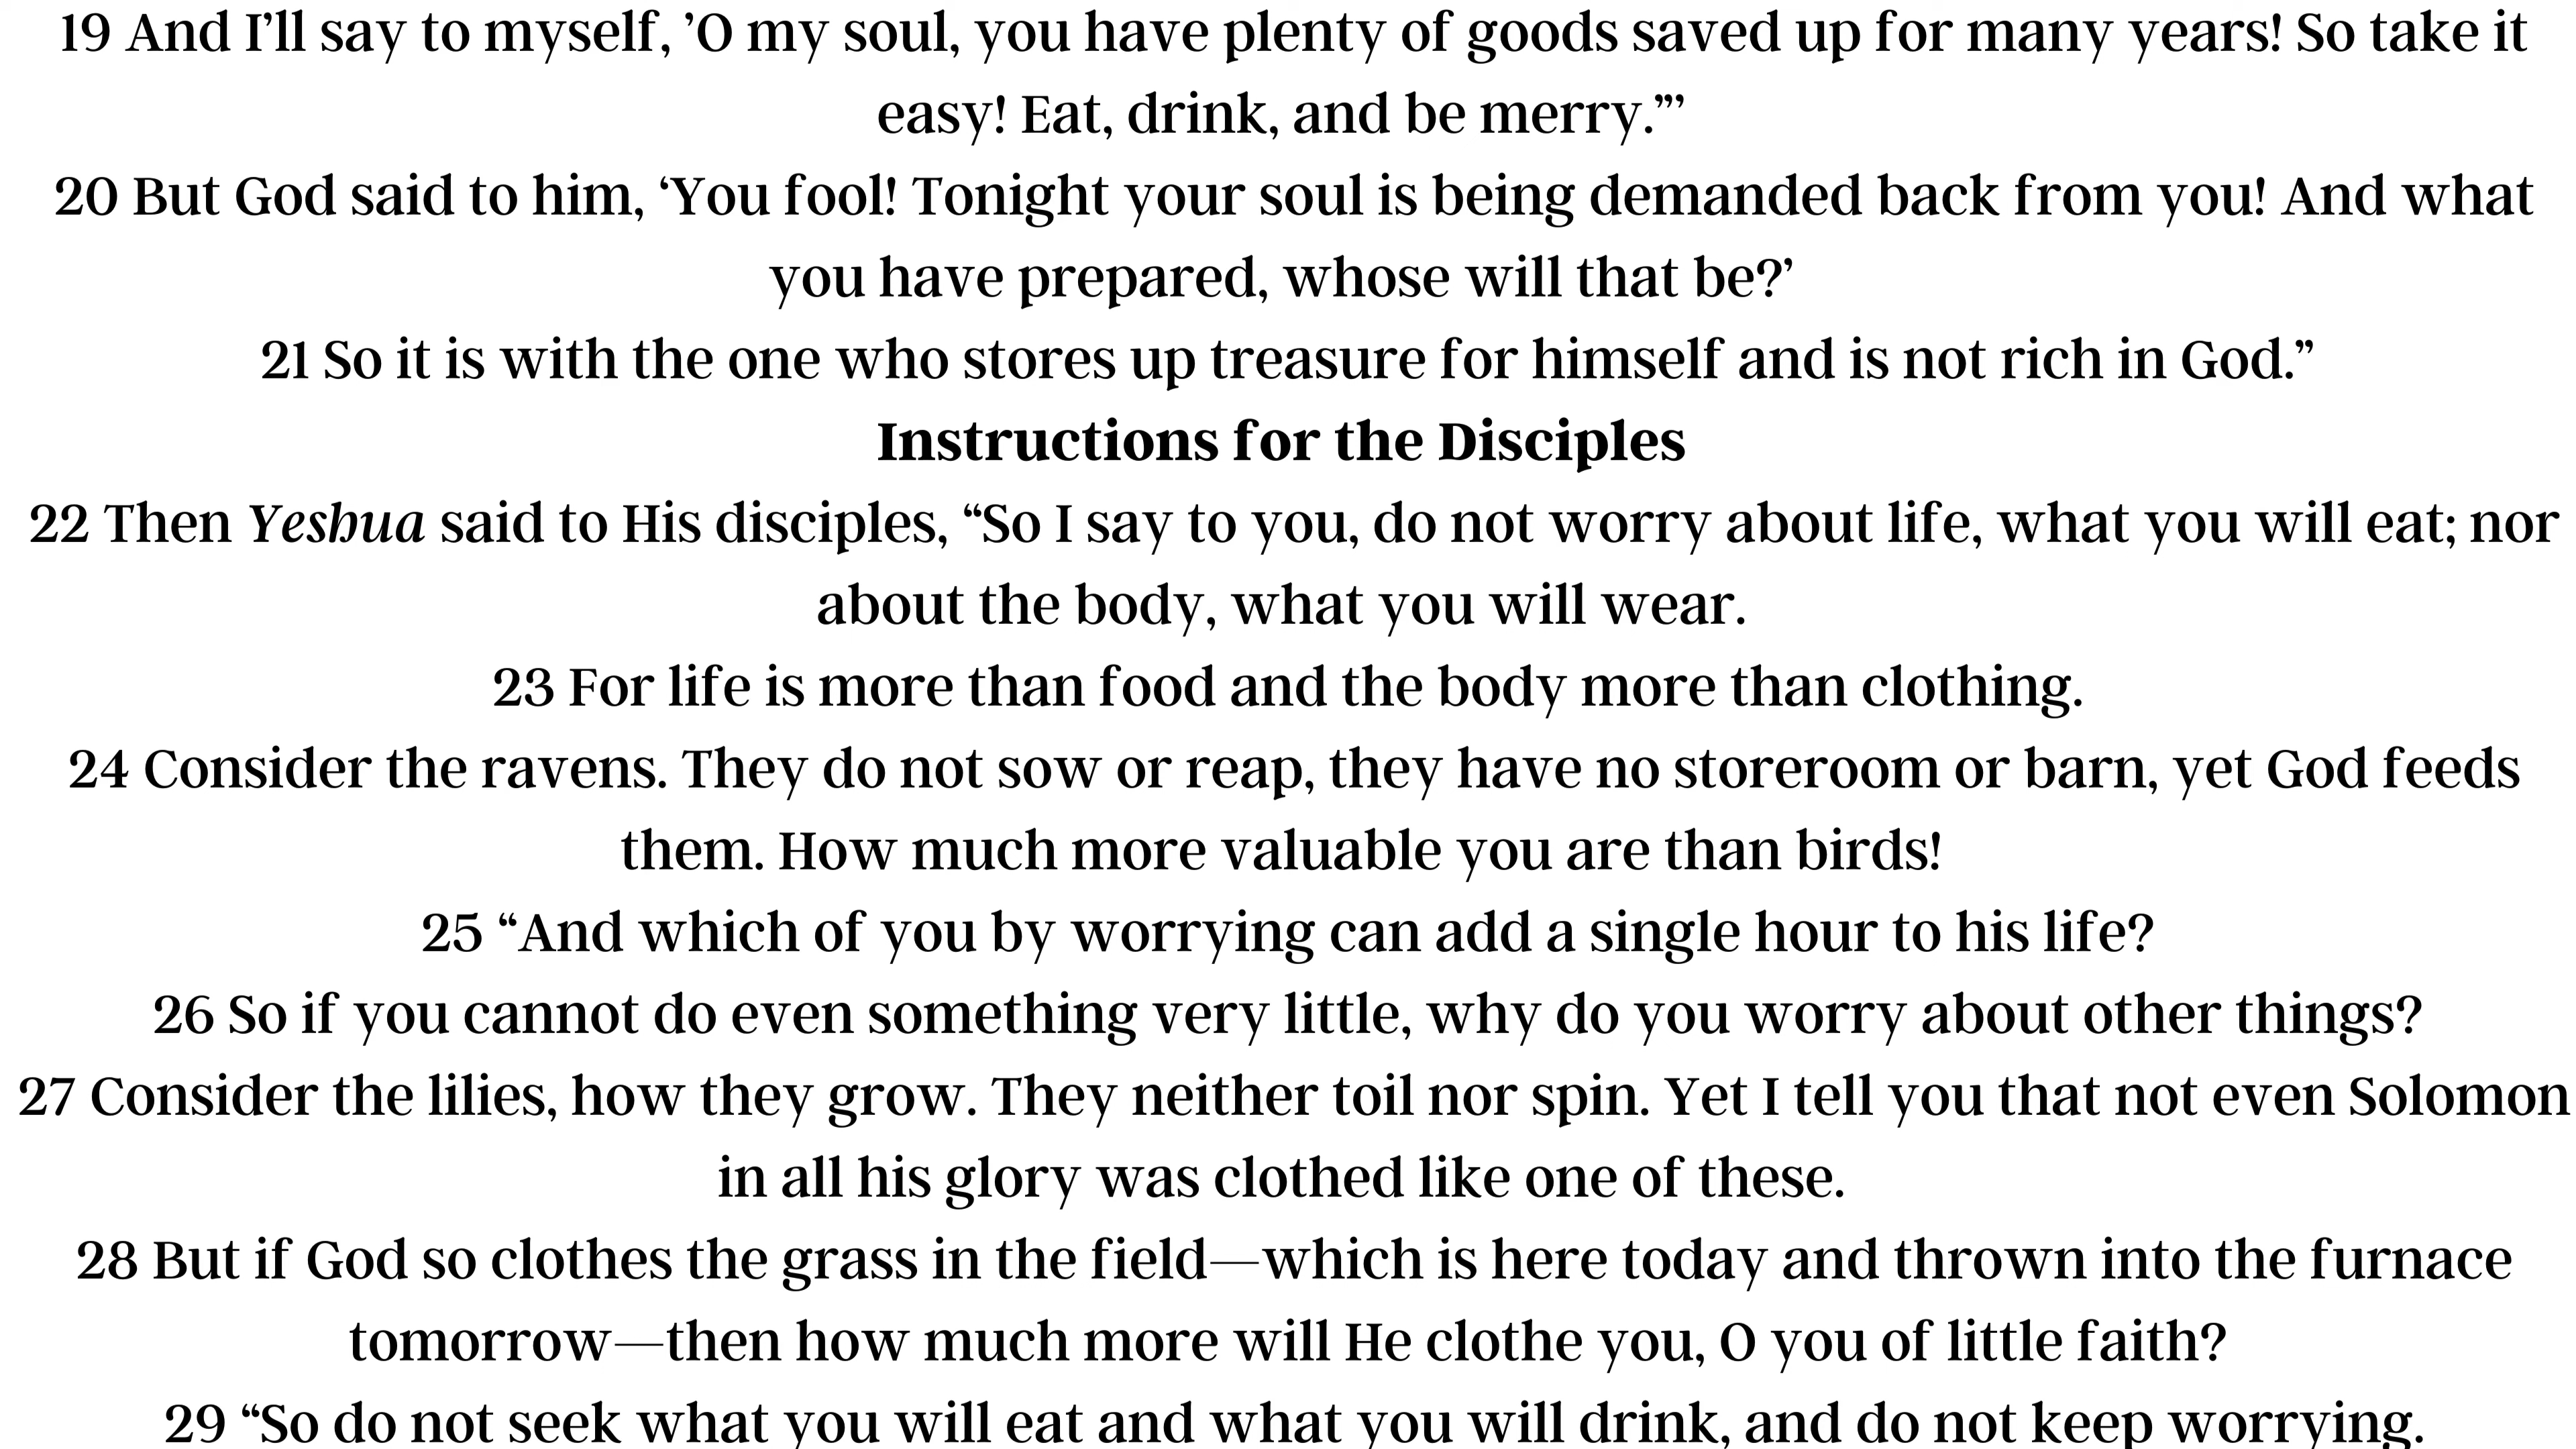 19 And I’ll say to myself, ’O my soul, you have plenty of goods saved up for many years! So take it
easy! Eat, drink, and be merry.”’
20 But God said to him, ‘You fool! Tonight your soul is being demanded back from you! And what
you have prepared, whose will that be?’
21 So it is with the one who stores up treasure for himself and is not rich in God.”
Instructions for the Disciples
22 Then Yeshua said to His disciples, “So I say to you, do not worry about life, what you will eat; nor
about the body, what you will wear.
23 For life is more than food and the body more than clothing.
24 Consider the ravens. They do not sow or reap, they have no storeroom or barn, yet God feeds
them. How much more valuable you are than birds!
25 “And which of you by worrying can add a single hour to his life?
26 So if you cannot do even something very little, why do you worry about other things?
27 Consider the lilies, how they grow. They neither toil nor spin. Yet I tell you that not even Solomon
in all his glory was clothed like one of these.
28 But if God so clothes the grass in the field—which is here today and thrown into the furnace
tomorrow—then how much more will He clothe you, O you of little faith?
29 “So do not seek what you will eat and what you will drink, and do not keep worrying.